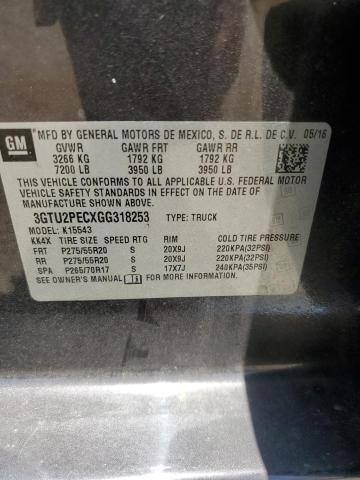 GM
MFD BY GENERAL MOTORS DE MEXICO, S. DE R.L. DE C.V. 05/16
GVWR GAWR FRT GAWR RR
3266 KG 1792 KG 1792 KG
7200 LB 3950 LB 3950 LB
THIS VEHICLE CONFORMS TO ALL APPLICABLE U.S. FEDERAL MOTOR
VEHICLE SAFETY STANDARDS IN EFFECT ON THE DATE OF
MANUFACTURE SHOWN ABOVE.
3GTU2PECXGG318253 TYPE: TRUCK
MODEL: K15543
KK4X TIRE SIZE SPEED RTG RIM COLD TIRE PRESSURE
FRT P275/55R20 S 20X9J 220KPA(32PSI)
RR P275/55R20 S 20X9J 220KPA(32PSI)
SPA P265/70R17 S 17X7J 240KPA(35PSI)
SEE OWNER'S MANUAL FOR MORE INFORMATION.